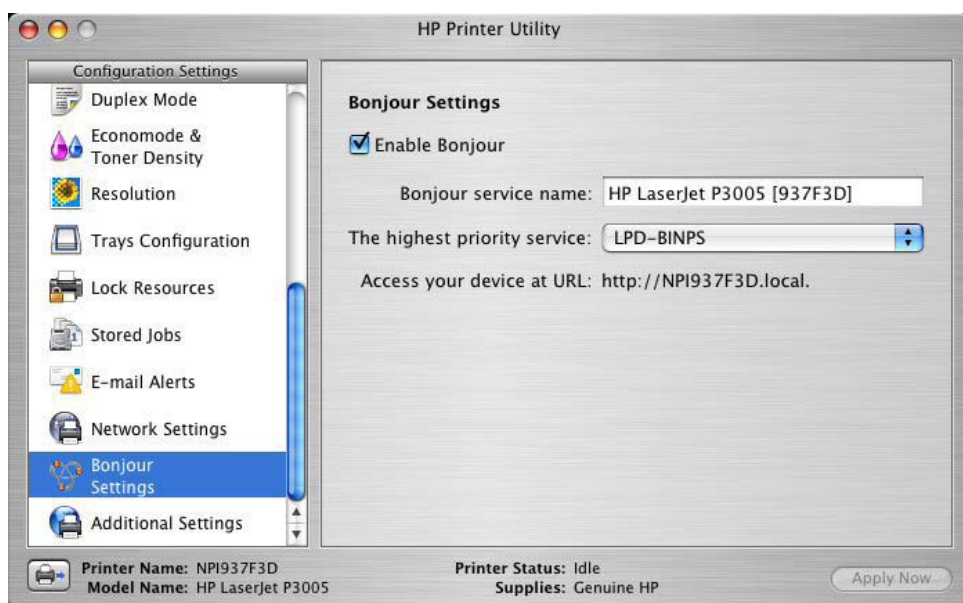 HP Printer Utility
Configuration Settings
Duplex Mode
Economode &
Toner Density
Resolution
Trays Configuration
Lock Resources
Stored Jobs
E-mail Alerts
Network Settings
Bonjour
Settings
Additional Settings
Bonjour Settings
Enable Bonjour
Bonjour service name: HP LaserJet P3005 [937F3D]
The highest priority service: LPD-BINPS
Access your device at URL: http://NPI937F3D.local.
Printer Name: NPI937F3D
Model Name: HP LaserJet P3005
Printer Status: Idle
Supplies: Genuine HP
Apply Now